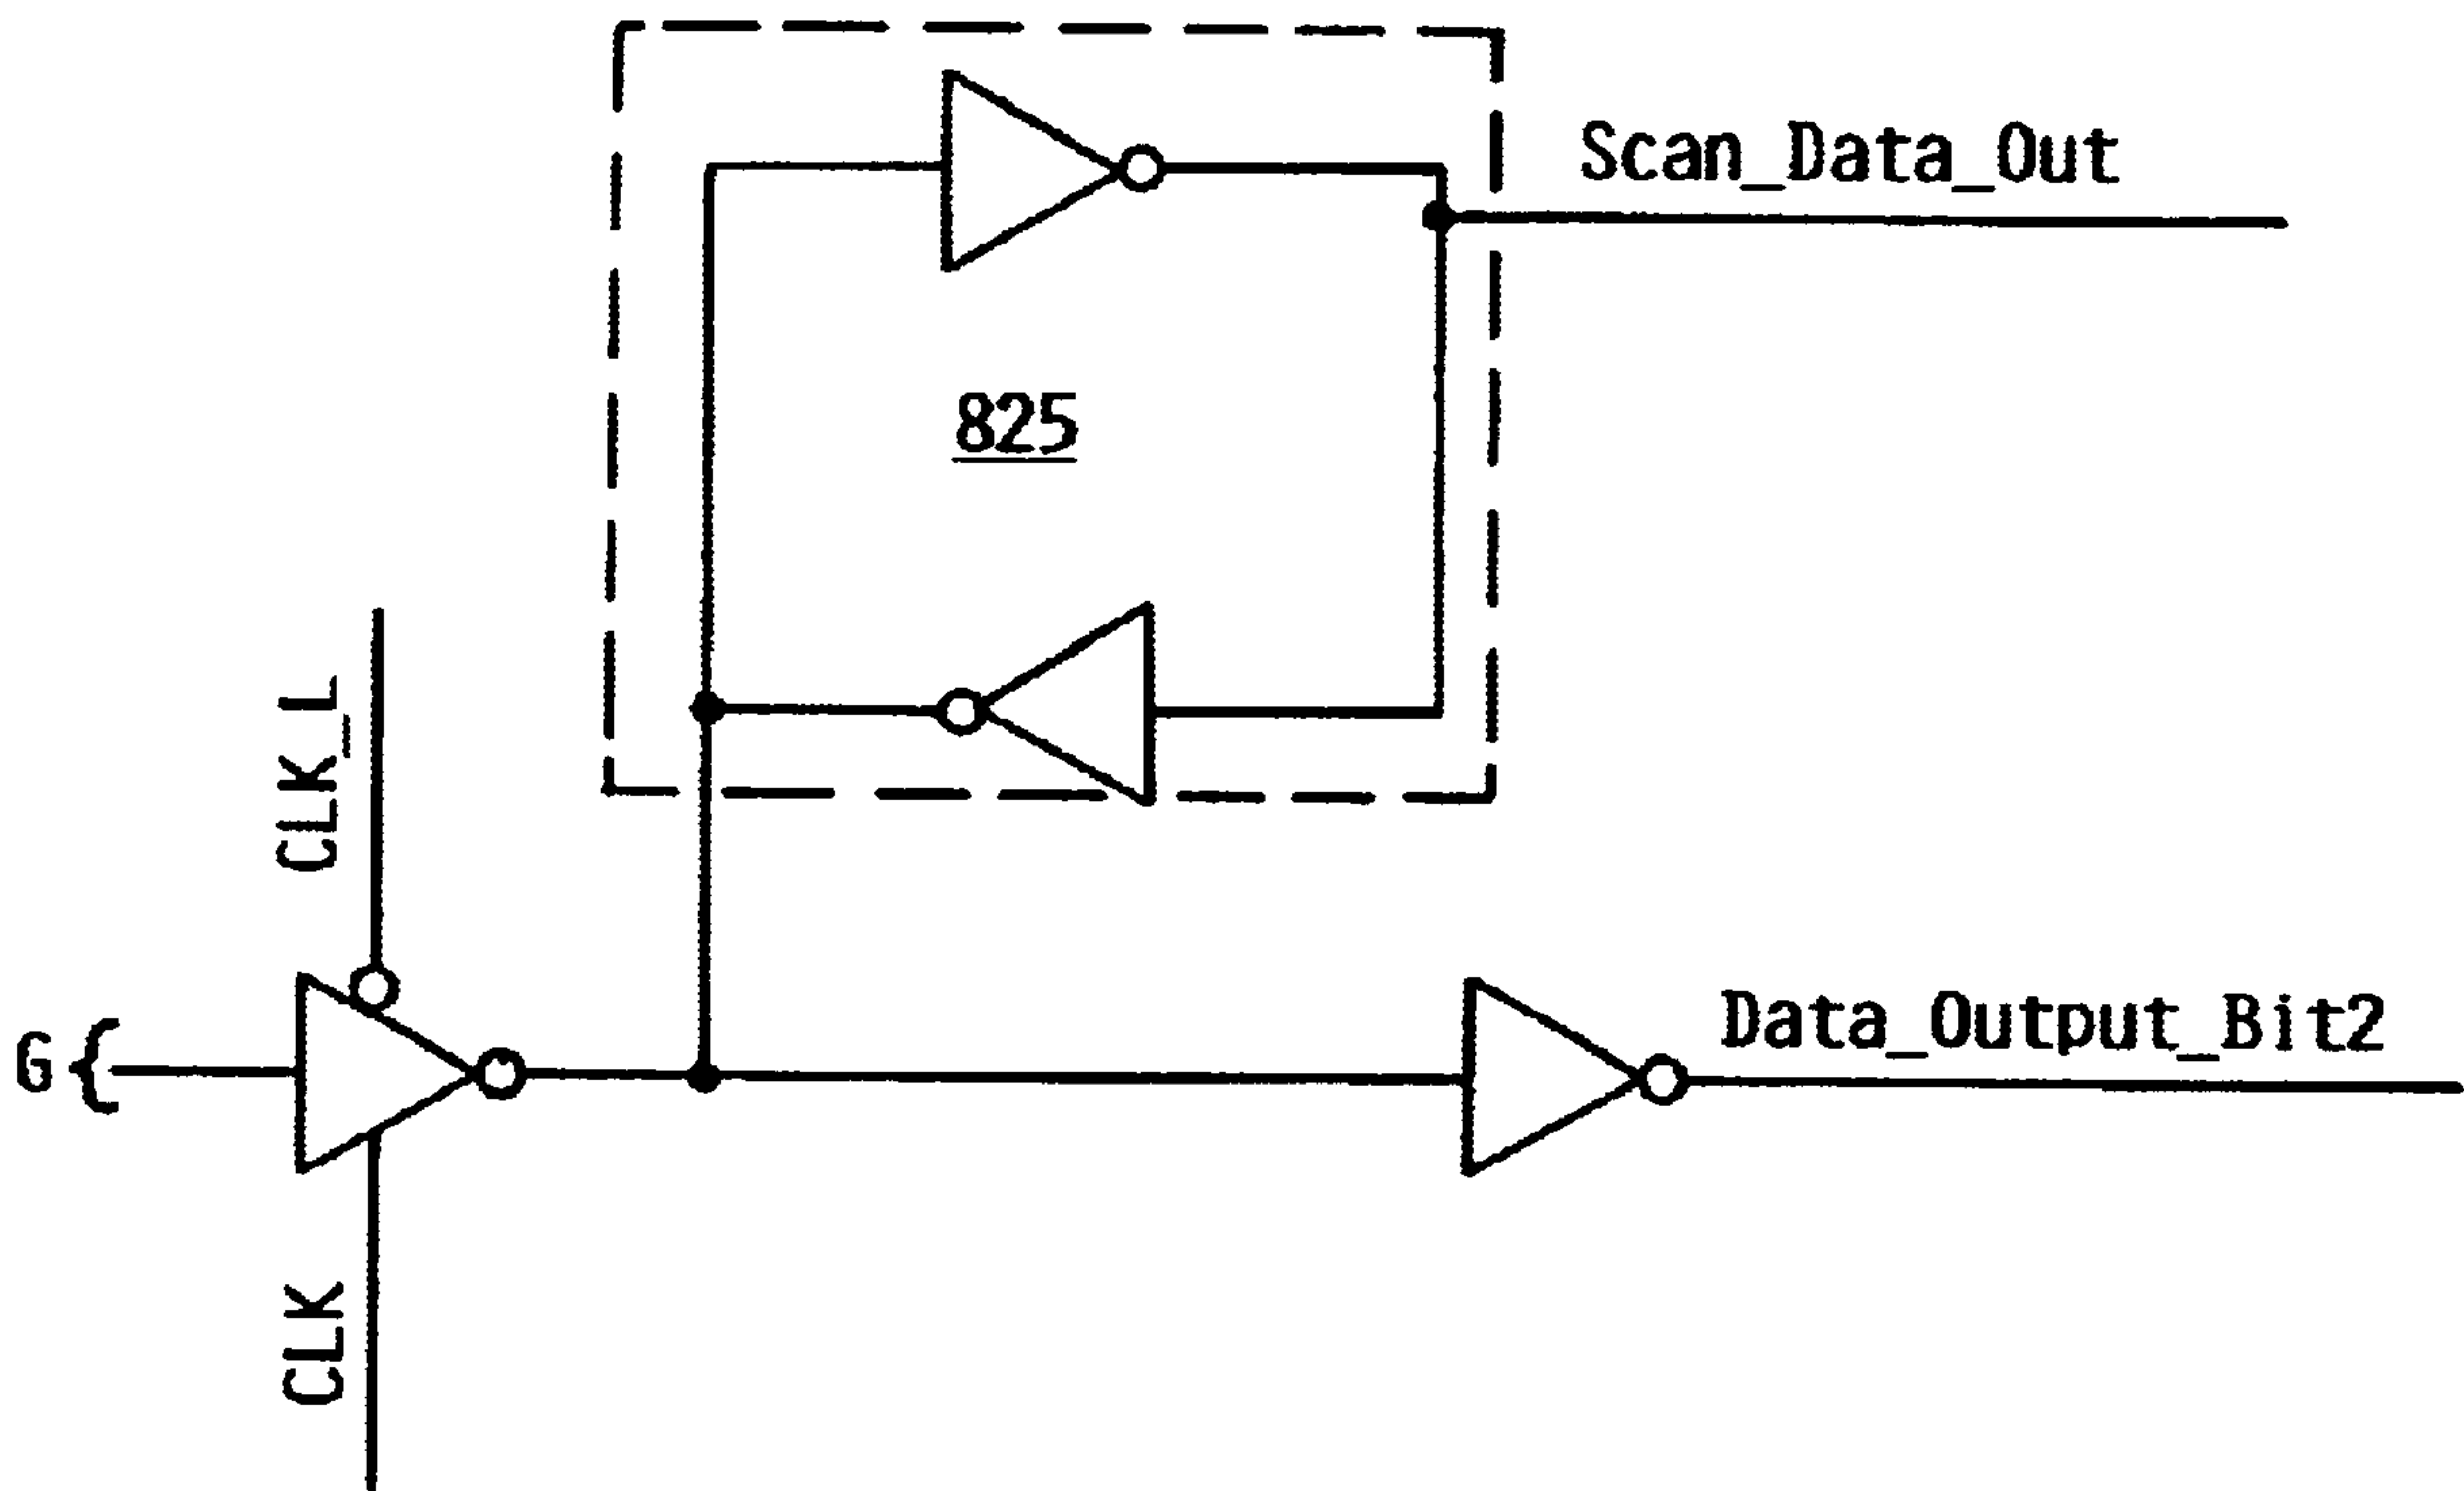 Scan_Data_Out
825
CLK_L
G
Data_Output_Bit2
CLK